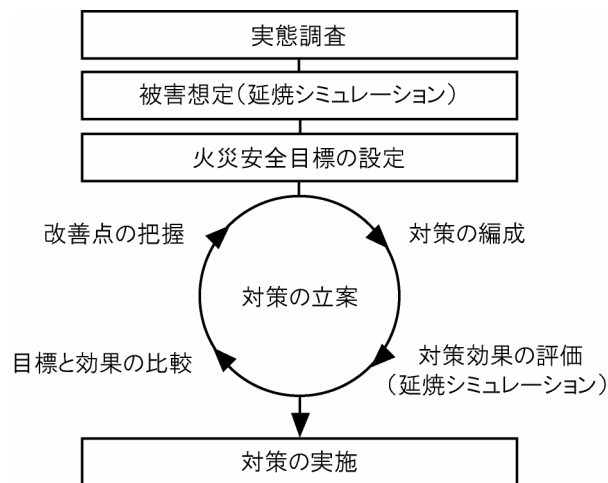 実態調査
被害想定(延焼シミュレーション)
火災安全目標の設定
改善点の把握
対策の編成
対策の立案
目標と効果の比較
対策効果の評価
(延焼シミュレーション)
対策の実施